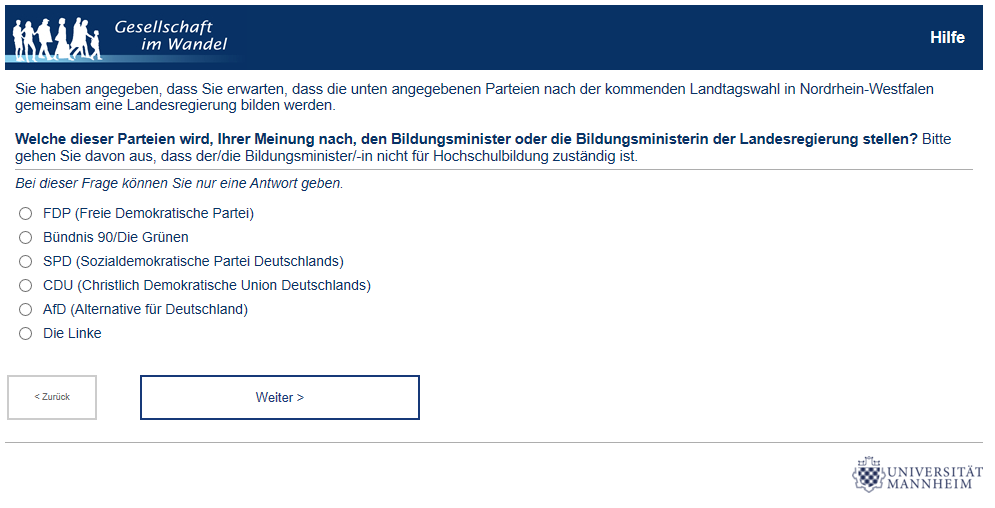 Gesellschaft
im Wandel
Hilfe
Sie haben angegeben, dass Sie erwarten, dass die unten angegebenen Parteien nach der kommenden Landtagswahl in Nordrhein-Westfalen
gemeinsam eine Landesregierung bilden werden.
Welche dieser Parteien wird, Ihrer Meinung nach, den Bildungsminister oder die Bildungsministerin der Landesregierung stellen? Bitte
gehen Sie davon aus, dass der/die Bildungsminister/-in nicht für Hochschulbildung zuständig ist.
Bei dieser Frage können Sie nur eine Antwort geben.
FDP (Freie Demokratische Partei)
Bündnis 90/Die Grünen
SPD (Sozialdemokratische Partei Deutschlands)
CDU (Christlich Demokratische Union Deutschlands)
AfD (Alternative für Deutschland)
Die Linke
< Zurück
Weiter >
UNIVERSITÄT
MANNHEIM